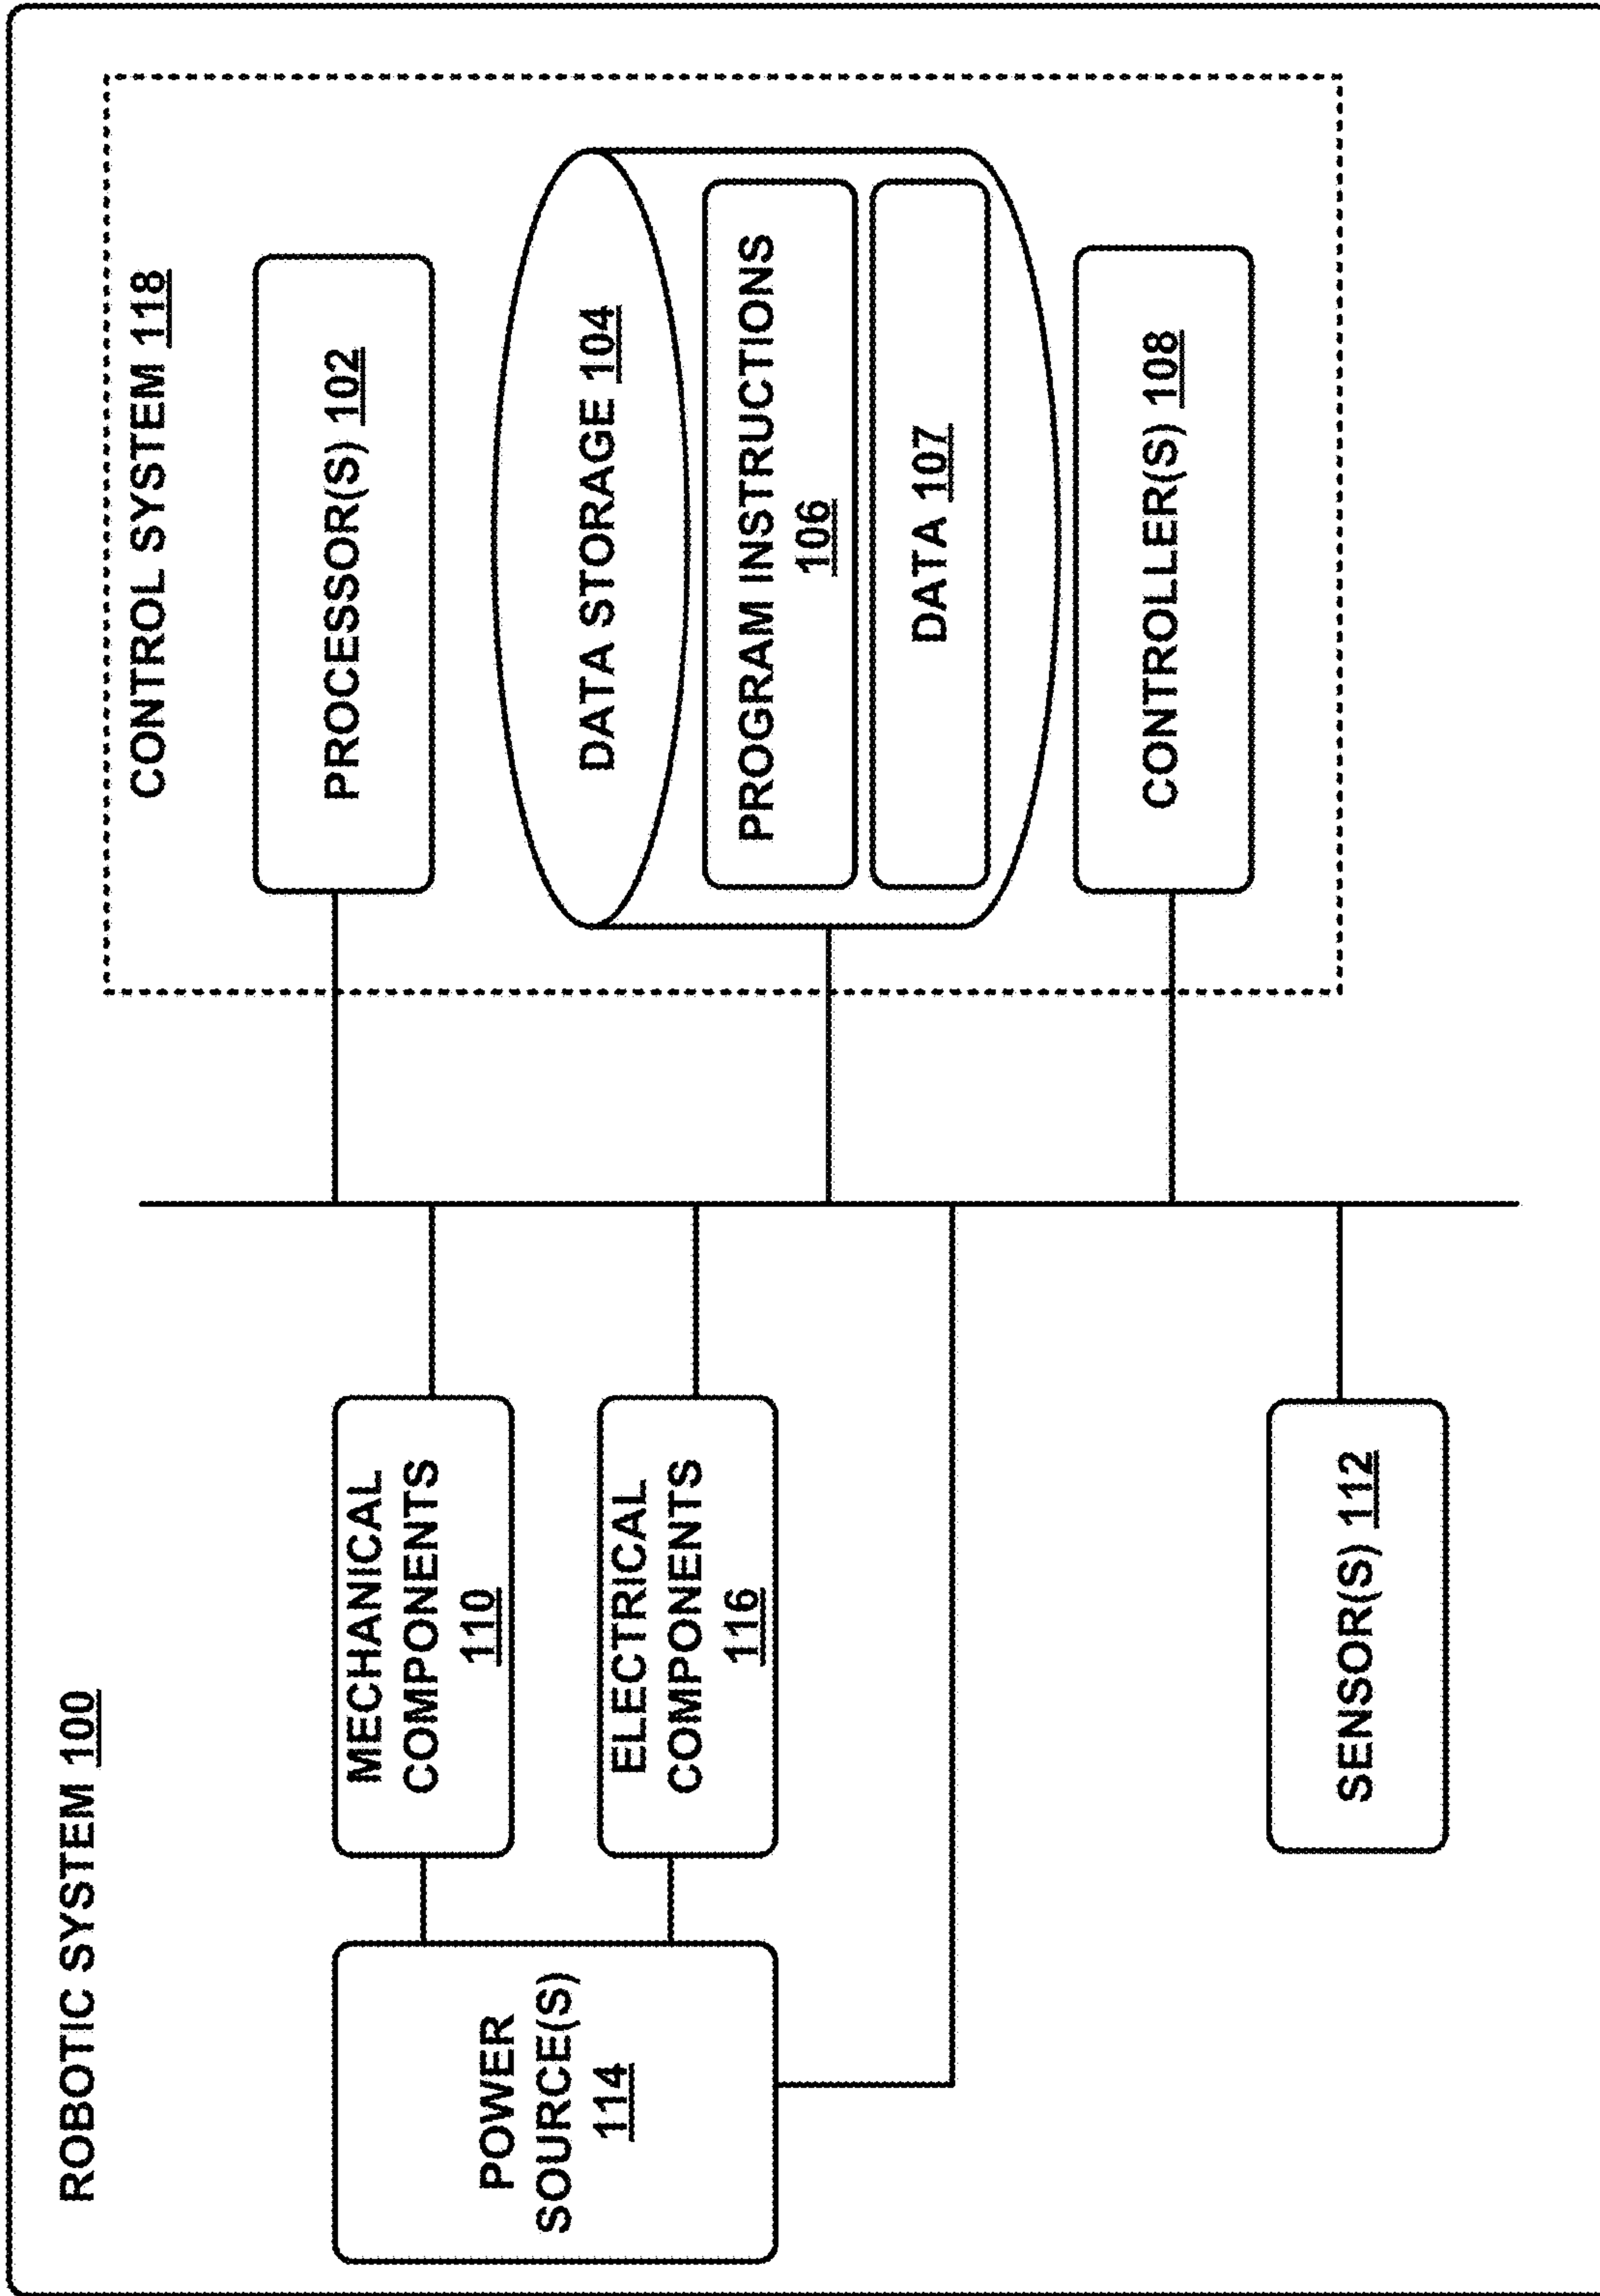 ROBOTIC SYSTEM 100
POWER
SOURCE(S)
114
MECHANICAL
COMPONENTS
110
ELECTRICAL
COMPONENTS
116
SENSOR(S) 112
CONTROL SYSTEM 118
PROCESSOR(S) 102
DATA STORAGE 104
PROGRAM INSTRUCTIONS
106
DATA 107
CONTROLLER(S) 108